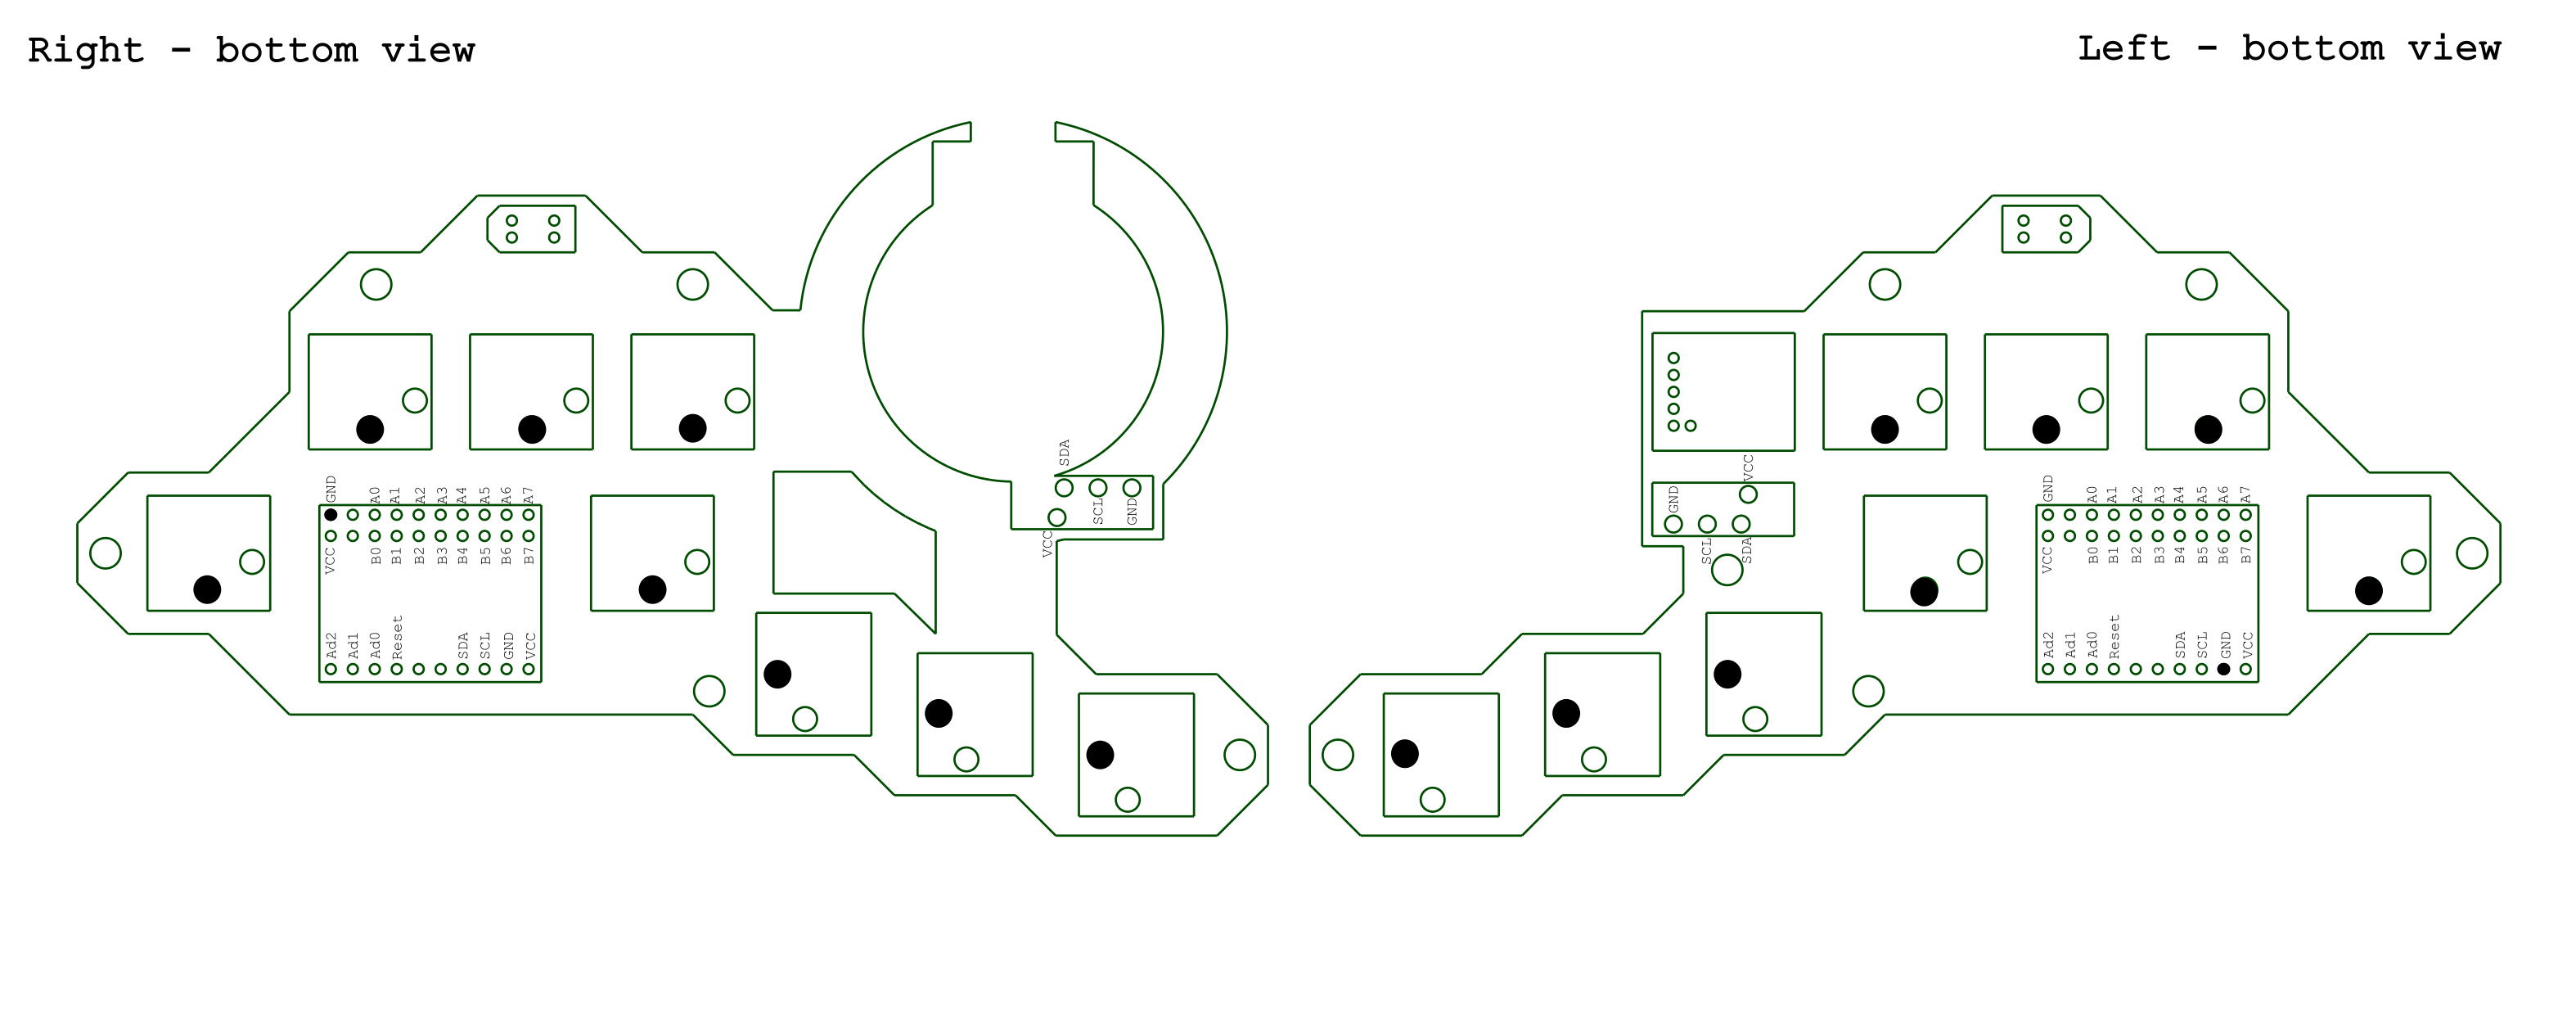 Right - bottom view
Left - bottom view
SDA
SCL
GND
VCC
GND
A0
A1
A2
A3
A4
A5
A6
A7
VCC
B0
B1
B2
B3
B4
B5
B6
B7
Ad2
Ad1
Ad0
Reset
SDA
SCL
GND
VCC
VCC
GND
SCL
SDA
GND
A0
A1
A2
A3
A4
A5
A6
A7
VCC
B0
B1
B2
B3
B4
B5
B6
B7
Ad2
Ad1
Ad0
Reset
SDA
SCL
GND
VCC